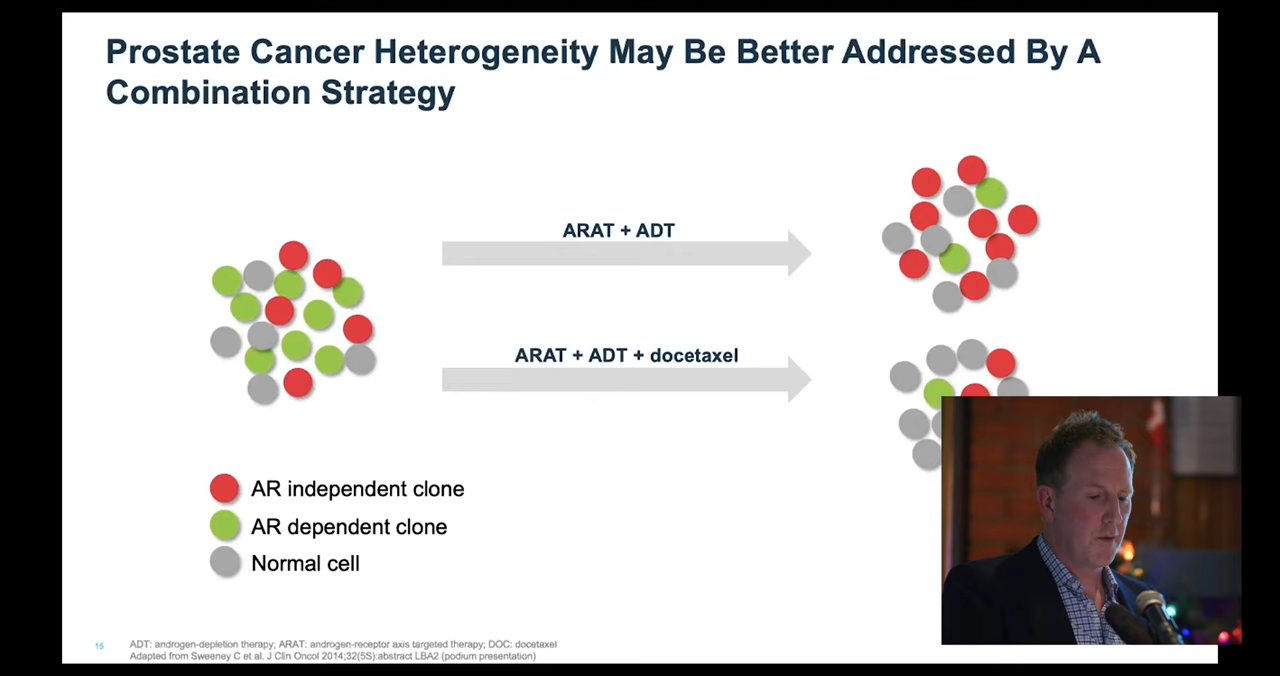 Prostate Cancer Heterogeneity May Be Better Addressed By A
Combination Strategy
ARAT + ADT
ARAT + ADT + docetaxel
AR independent clone
AR dependent clone
Normal cell
15
ADT: androgen-depletion therapy; ARAT: androgen-receptor axis targeted therapy; DOC: docetaxel
Adapted from Sweeney C et al. J Clin Oncol 2014;32(5S):abstract LBA2 (podium presentation)